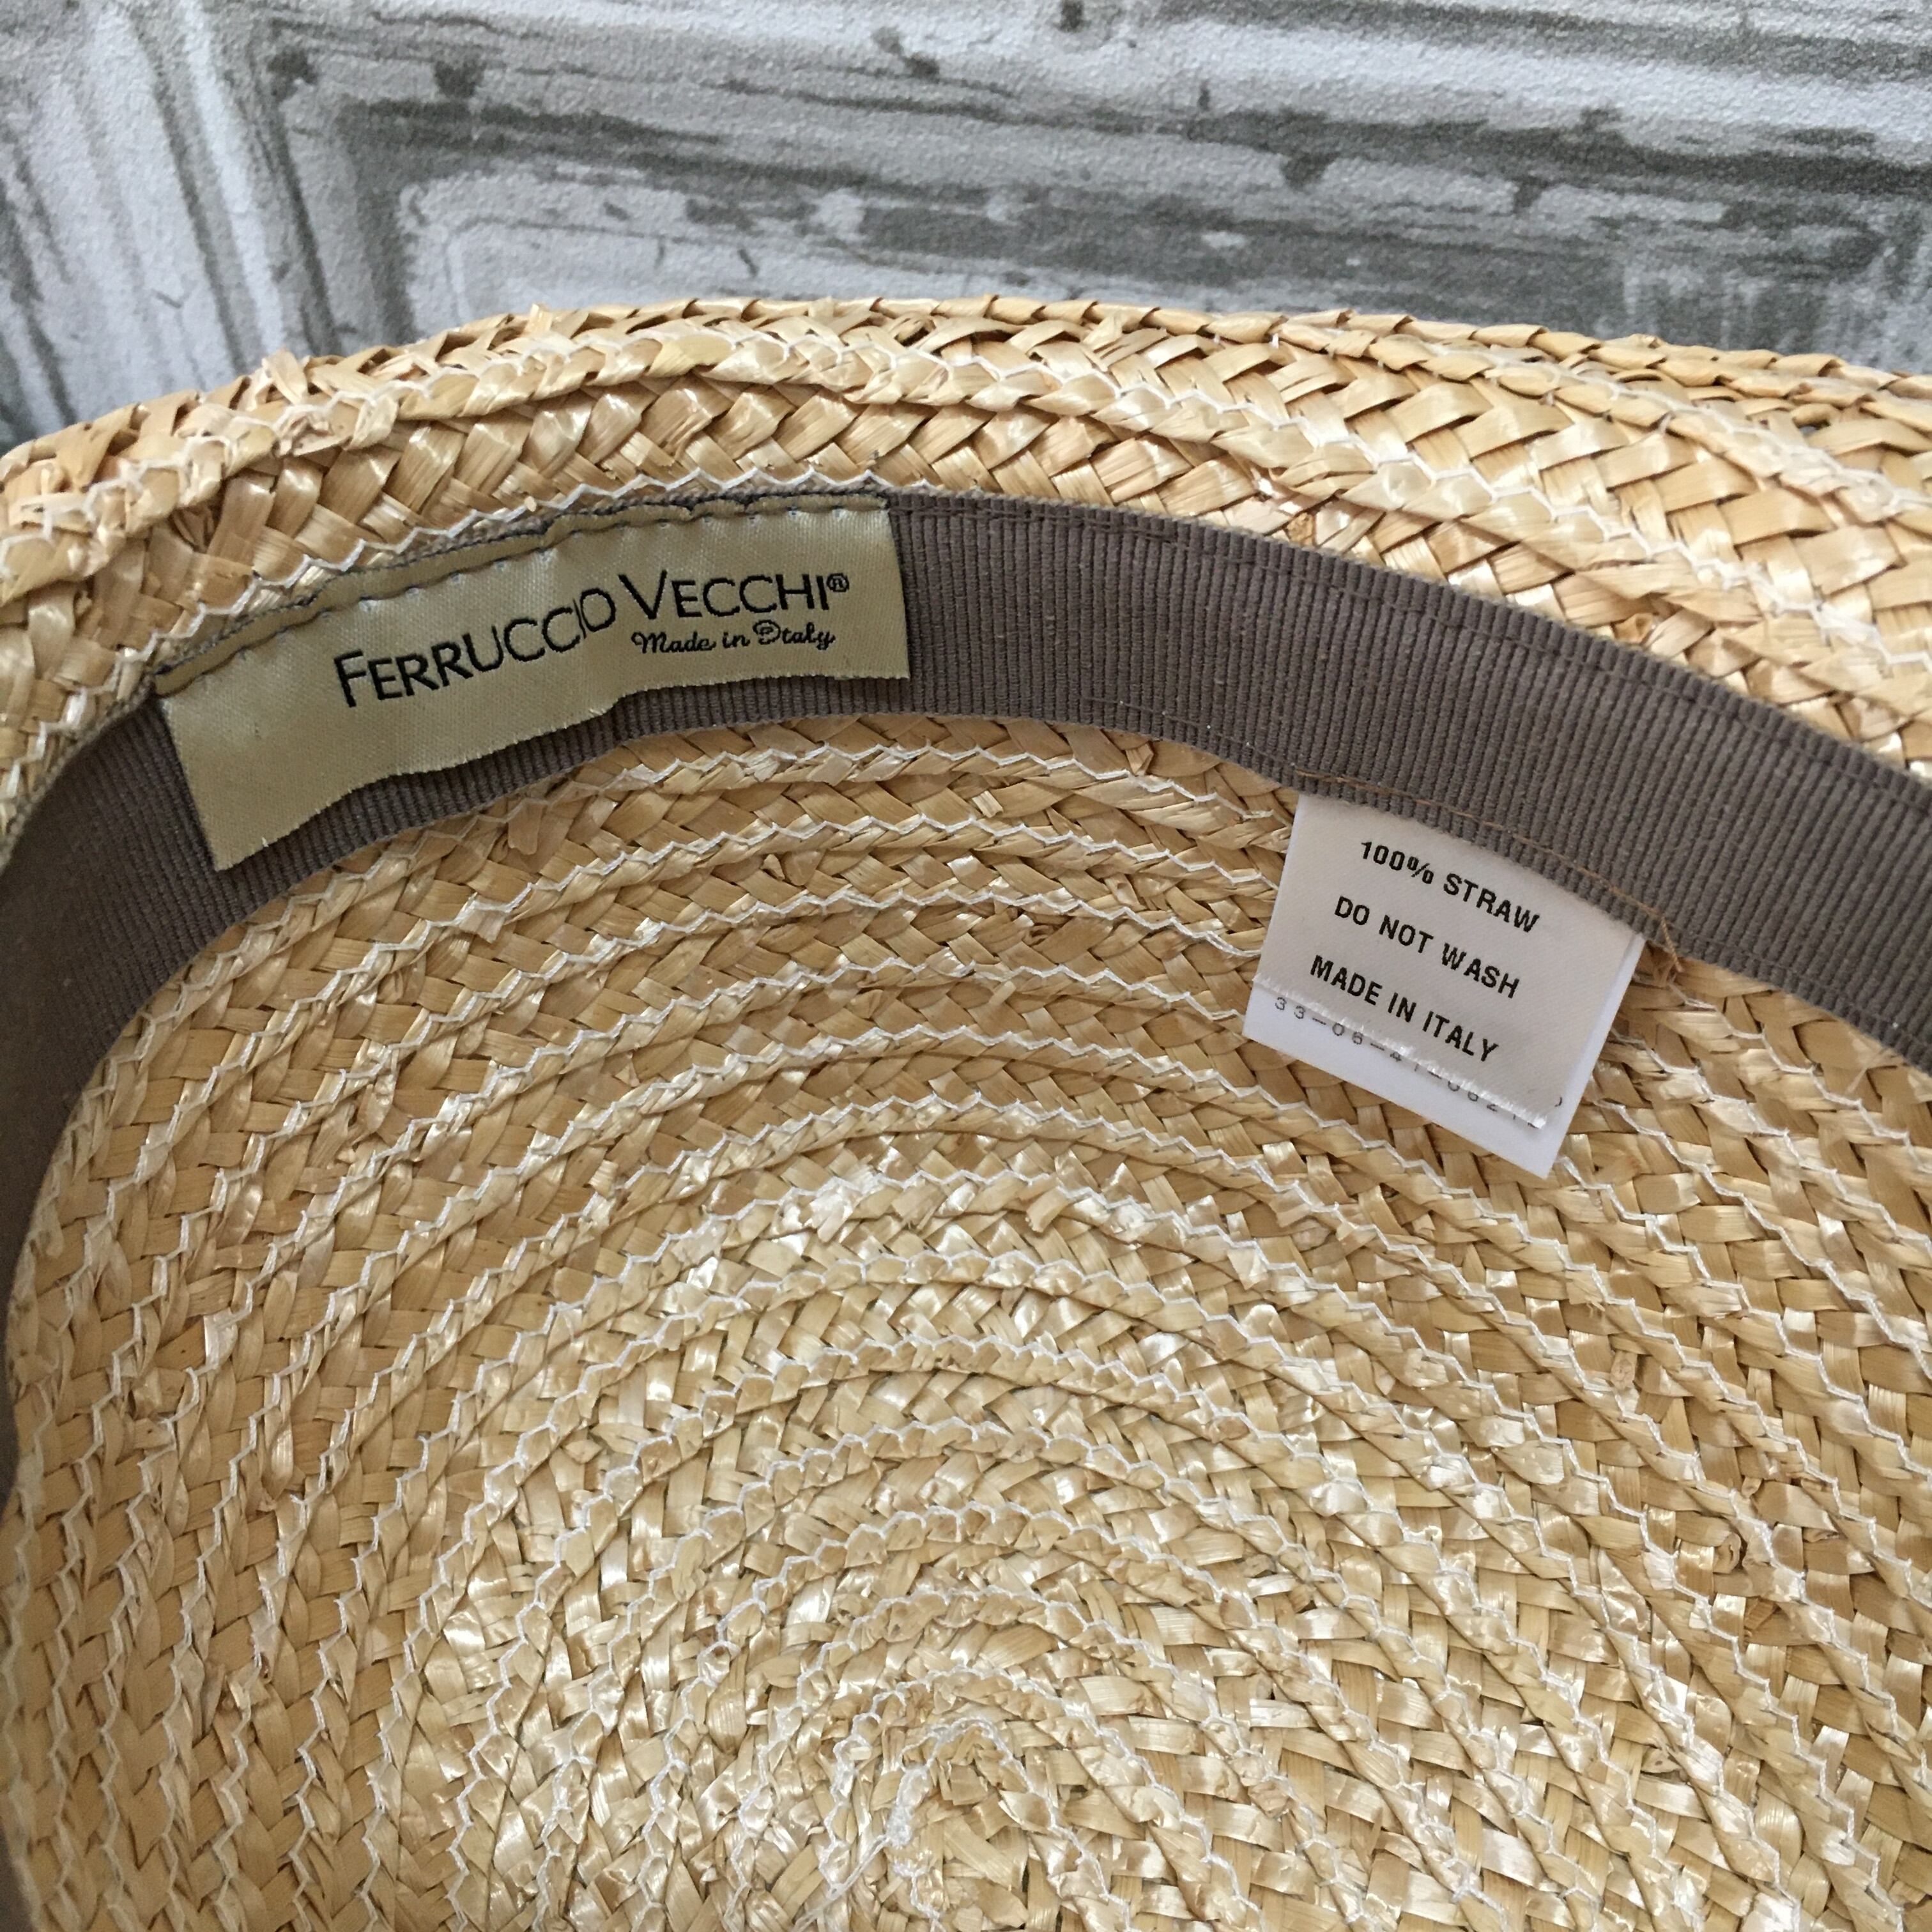 FERRUCCIO VECCHI®
Made in Italy
100% STRAW
DO NOT WASH
MADE IN ITALY